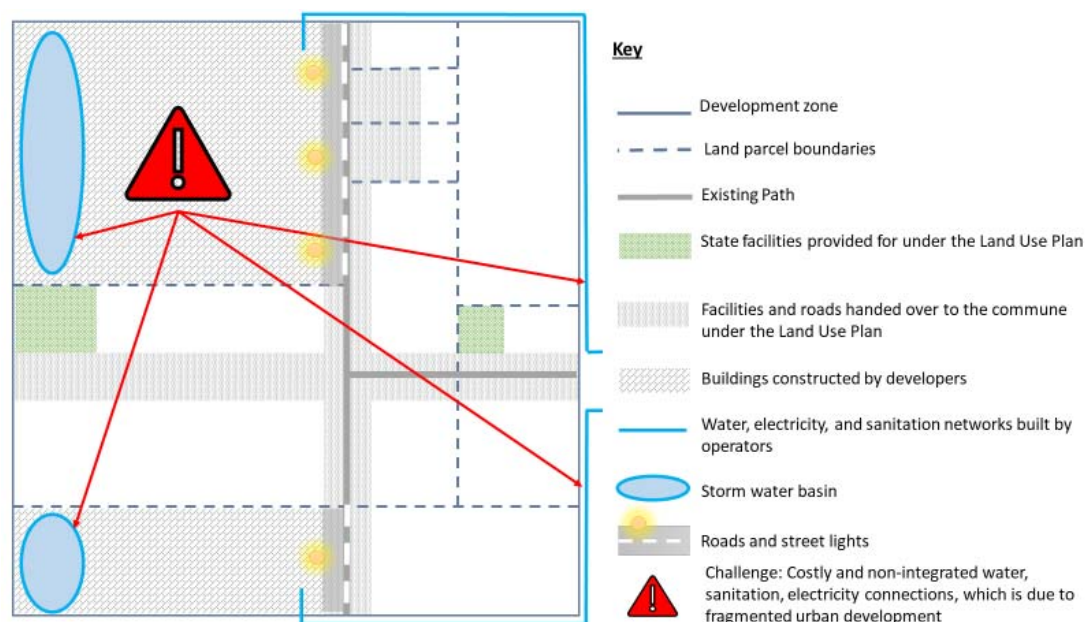 Key
Development zone
Land parcel boundaries
Existing Path
State facilities provided for under the Land Use Plan
Facilities and roads handed over to the commune
under the Land Use Plan
Buildings constructed by developers
Water, electricity, and sanitation networks built by
operators
Storm water basin
Roads and street lights
Challenge: Costly and non-integrated water,
sanitation, electricity connections, which is due to
fragmented urban development